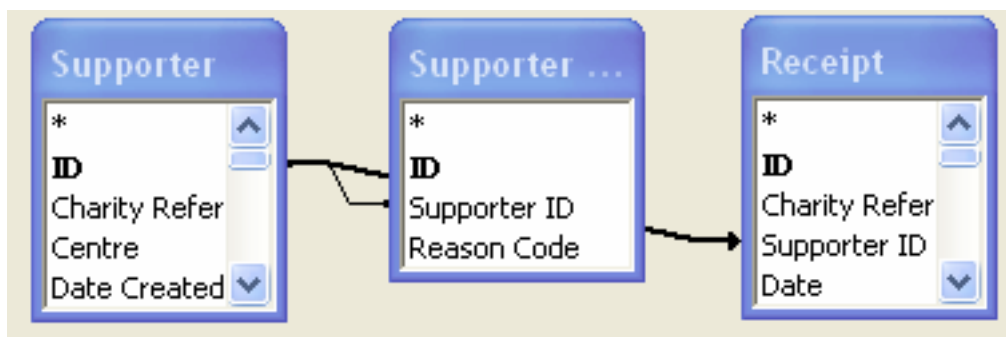 Supporter
*
ID
Charity Refer
Centre
Date Created
Supporter ...
*
ID
Supporter ID
Reason Code
Receipt
*
ID
Charity Refer
Supporter ID
Date